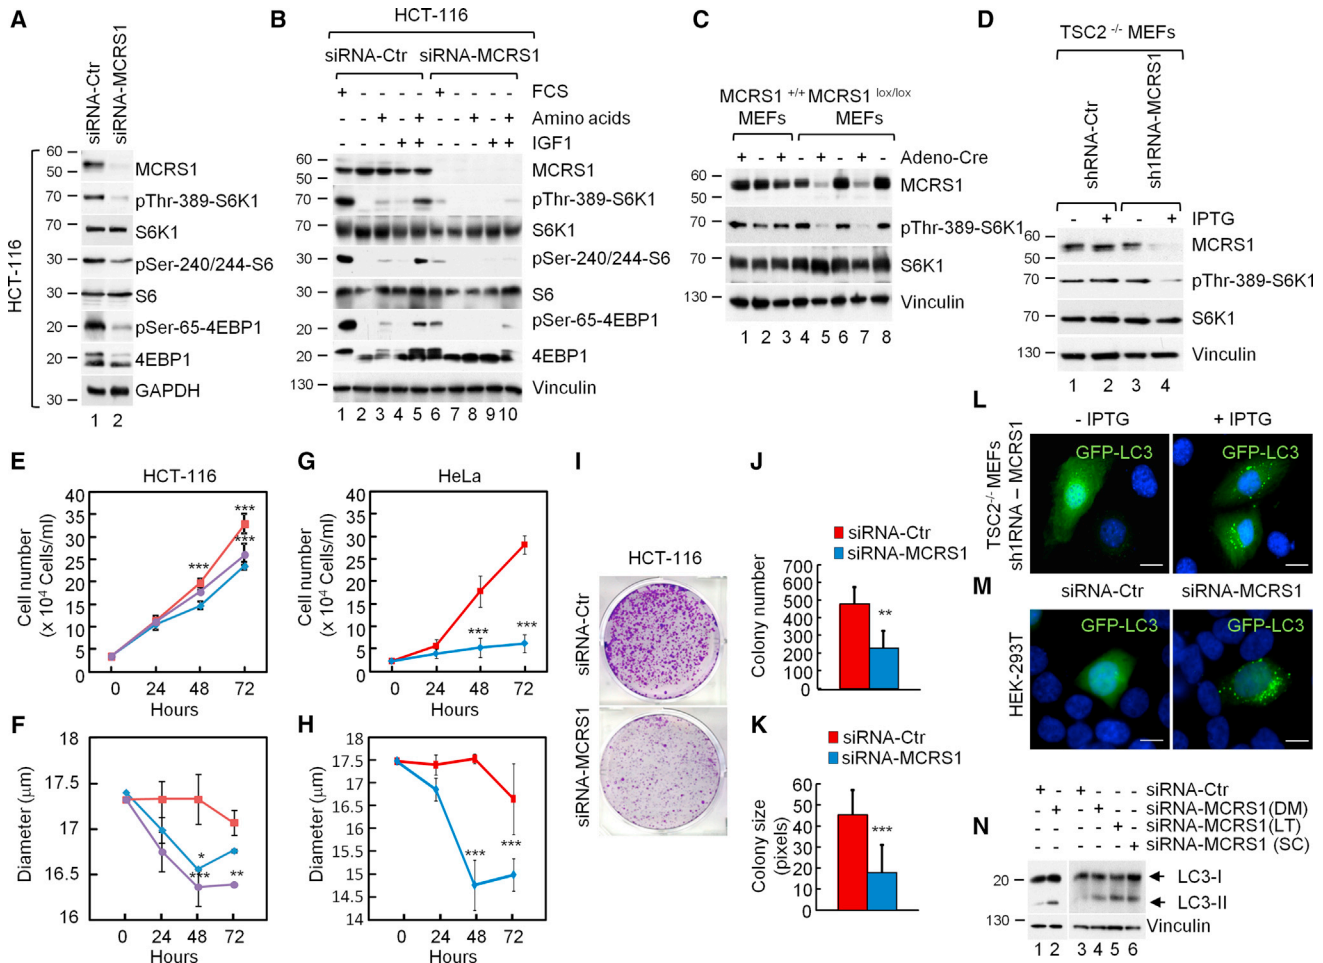 A
siRNA-Ctr
siRNA-MCRS1
HCT-116
60
50
MCRS1
70
pThr-389-S6K1
70
S6K1
30
pSer-240/244-S6
30
S6
20
pSer-65-4EBP1
20
4EBP1
30
GAPDH
1 2
B
HCT-116
siRNA-Ctr siRNA-MCRS1
+ - - - - + - - - - FCS
- - + - + - - + - + Amino acids
- - - + + - - - + + IGF1
60
50
MCRS1
70
pThr-389-S6K1
70
S6K1
30
pSer-240/244-S6
30
S6
20
pSer-65-4EBP1
20
4EBP1
130
Vinculin
1 2 3 4 5 6 7 8 9 10
C
MCRS1 +/+ MCRS1 lox/lox
MEFs MEFs
+ - + - + - + - Adeno-Cre
60
50
MCRS1
70
pThr-389-S6K1
70
S6K1
130
Vinculin
1 2 3 4 5 6 7 8
D
TSC2 -/- MEFs
shRNA-Ctr
sh1RNA-MCRS1
- + - + IPTG
60
50
MCRS1
70
pThr-389-S6K1
70
S6K1
130
Vinculin
1 2 3 4
E
HCT-116
Cell number
(x 10⁴ Cells/ml)
40
35
30
25
20
15
10
5
0
***
***
***
0 24 48 72
Hours
F
Diameter (µm)
18
17.5
17
16.5
16
*
***
**
0 24 48 72
Hours
G
HeLa
Cell number
(x 10⁴ Cells/ml)
40
35
30
25
20
15
10
5
0
***
***
0 24 48 72
Hours
H
Diameter (µm)
18
17.5
17
16.5
16
15.5
15
14.5
14
***
***
0 24 48 72
Hours
I
HCT-116
siRNA-Ctr
siRNA-MCRS1
J
siRNA-Ctr
siRNA-MCRS1
Colony number
700
600
500
400
300
200
100
0
**
K
siRNA-Ctr
siRNA-MCRS1
Colony size
(pixels)
60
50
40
30
20
10
0
***
L
- IPTG
+ IPTG
TSC2-/- MEFs
sh1RNA – MCRS1
GFP-LC3
GFP-LC3
M
siRNA-Ctr
siRNA-MCRS1
HEK-293T
GFP-LC3
GFP-LC3
N
+ - + - - - siRNA-Ctr
- + - + - - siRNA-MCRS1(DM)
- - - - + - siRNA-MCRS1(LT)
- - - - - + siRNA-MCRS1 (SC)
20
LC3-I
LC3-II
130
Vinculin
1 2 3 4 5 6